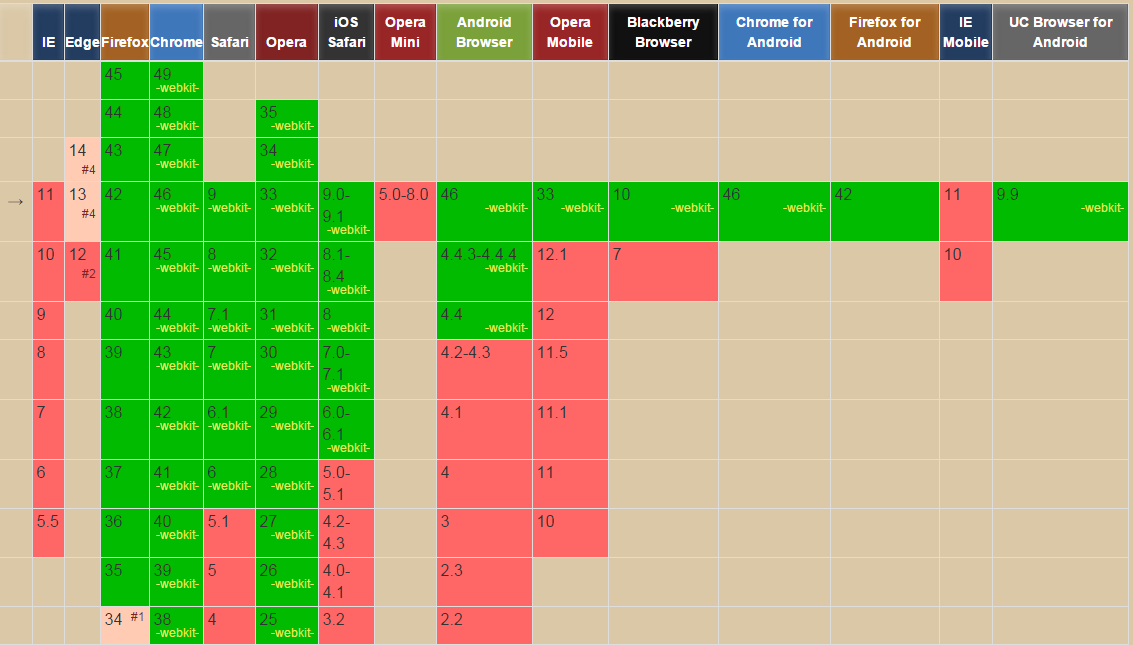 IE Edge Firefox Chrome Safari Opera iOS Safari Opera Mini Android Browser Opera Mobile Blackberry Browser Chrome for Android Firefox for Android IE Mobile UC Browser for Android
45 49 -webkit-
44 48 -webkit- 35 -webkit-
14 #4 43 47 -webkit- 34 -webkit-
→ 11 13 #4 42 46 -webkit- 9 -webkit- 33 -webkit- 9.0-9.1 -webkit- 5.0-8.0 46 -webkit- 33 -webkit- 10 -webkit- 46 -webkit- 42 11 9.9 -webkit-
10 12 #2 41 45 -webkit- 8 -webkit- 32 -webkit- 8.1-8.4 -webkit- 4.4.3-4.4.4 -webkit- 12.1 7 10
9 40 44 -webkit- 7.1 -webkit- 31 -webkit- 8 -webkit- 4.4 -webkit- 12
8 39 43 -webkit- 7 -webkit- 30 -webkit- 7.0-7.1 -webkit- 4.2-4.3 11.5
7 38 42 -webkit- 6.1 -webkit- 29 -webkit- 6.0-6.1 -webkit- 4.1 11.1
6 37 41 -webkit- 6 -webkit- 28 -webkit- 5.0-5.1 4 11
5.5 36 40 -webkit- 5.1 27 -webkit- 4.2-4.3 3 10
35 39 -webkit- 5 26 -webkit- 4.0-4.1 2.3
34 #1 38 -webkit- 4 25 -webkit- 3.2 2.2